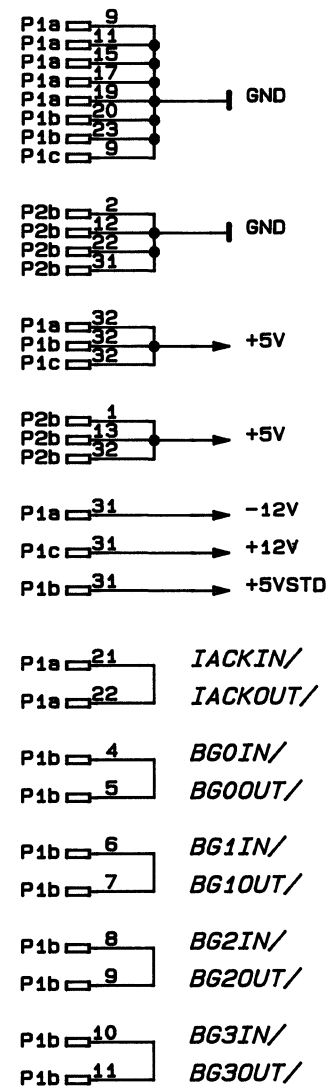 P1a 9
P1a 11
P1a 15
P1a 17
P1a 19 GND
P1b 20
P1b 23
P1c 9
P2b 2
P2b 12 GND
P2b 22
P2b 31
P1a 32
P1b 32 +5V
P1c 32
P2b 1
P2b 13 +5V
P2b 32
P1a 31 -12V
P1c 31 +12V
P1b 31 +5VSTD
P1a 21 IACKIN/
P1a 22 IACKOUT/
P1b 4 BG0IN/
P1b 5 BG0OUT/
P1b 6 BG1IN/
P1b 7 BG1OUT/
P1b 8 BG2IN/
P1b 9 BG2OUT/
P1b 10 BG3IN/
P1b 11 BG3OUT/